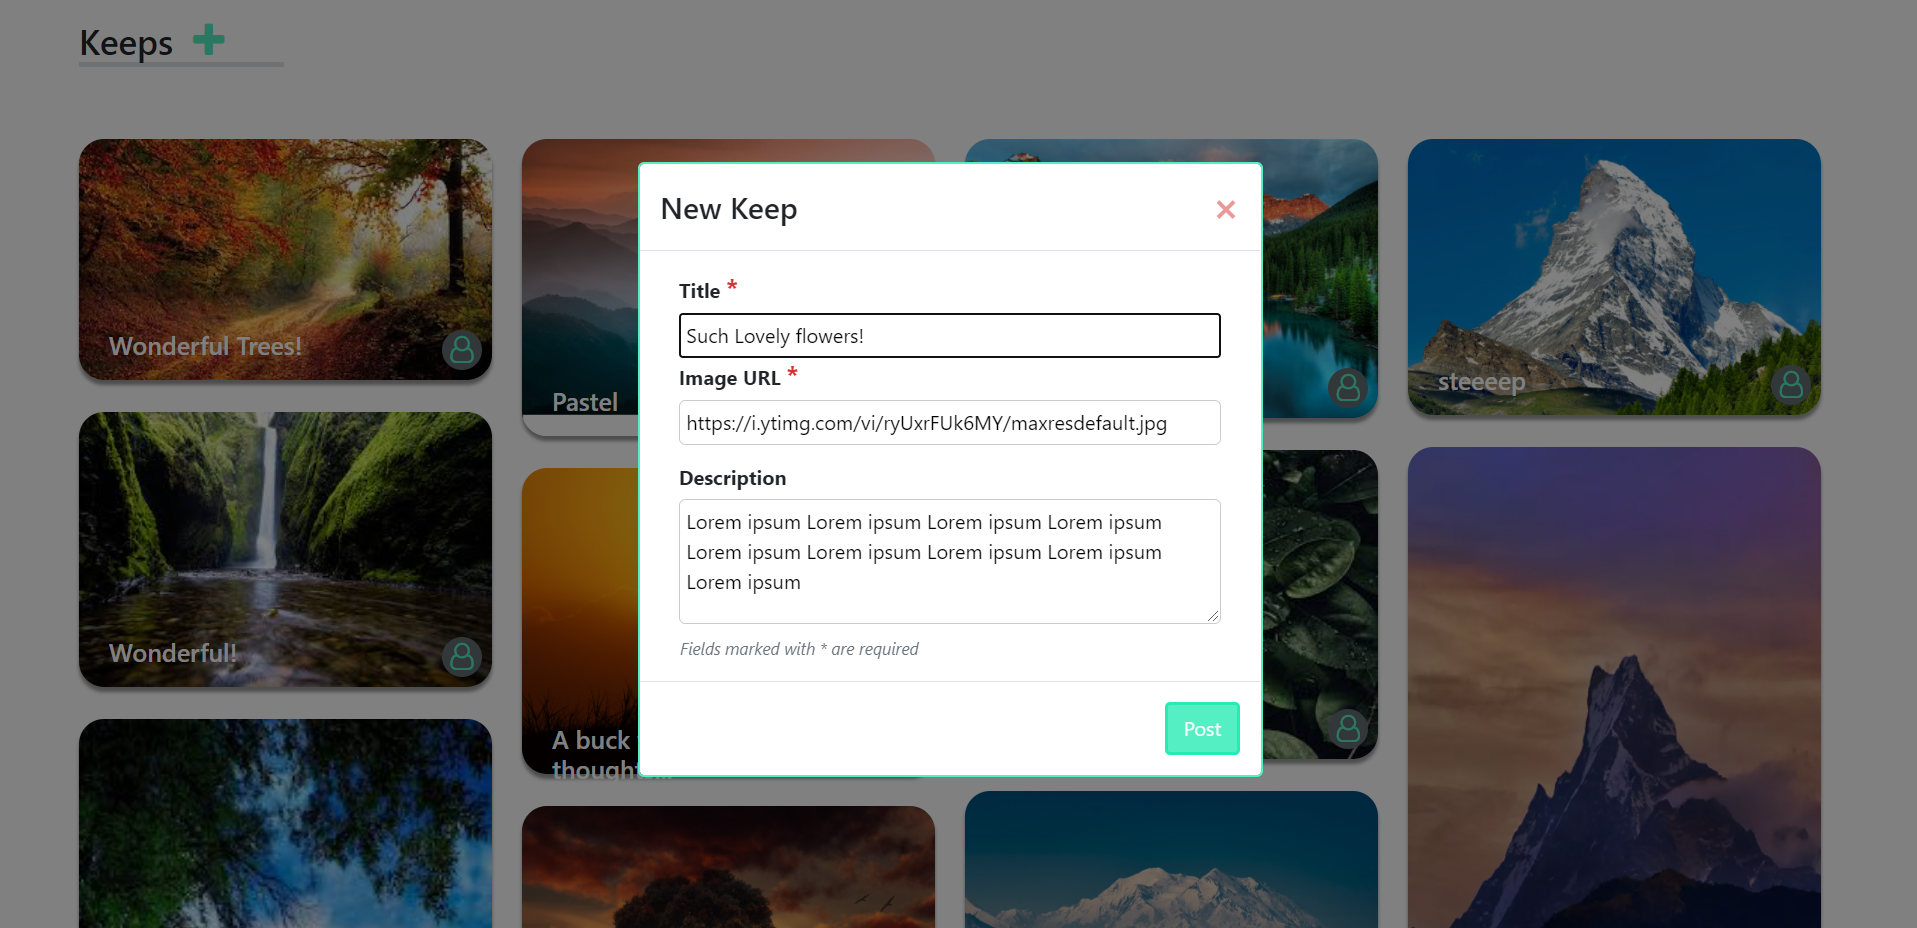 Keeps
Wonderful Trees!
Pastel
steeeep
Wonderful!
A buck
thought
New Keep
Title *
Such Lovely flowers!
Image URL *
https://i.ytimg.com/vi/ryUxrFUk6MY/maxresdefault.jpg
Description
Lorem ipsum Lorem ipsum Lorem ipsum Lorem ipsum
Lorem ipsum Lorem ipsum Lorem ipsum Lorem ipsum
Lorem ipsum
Fields marked with * are required
Post